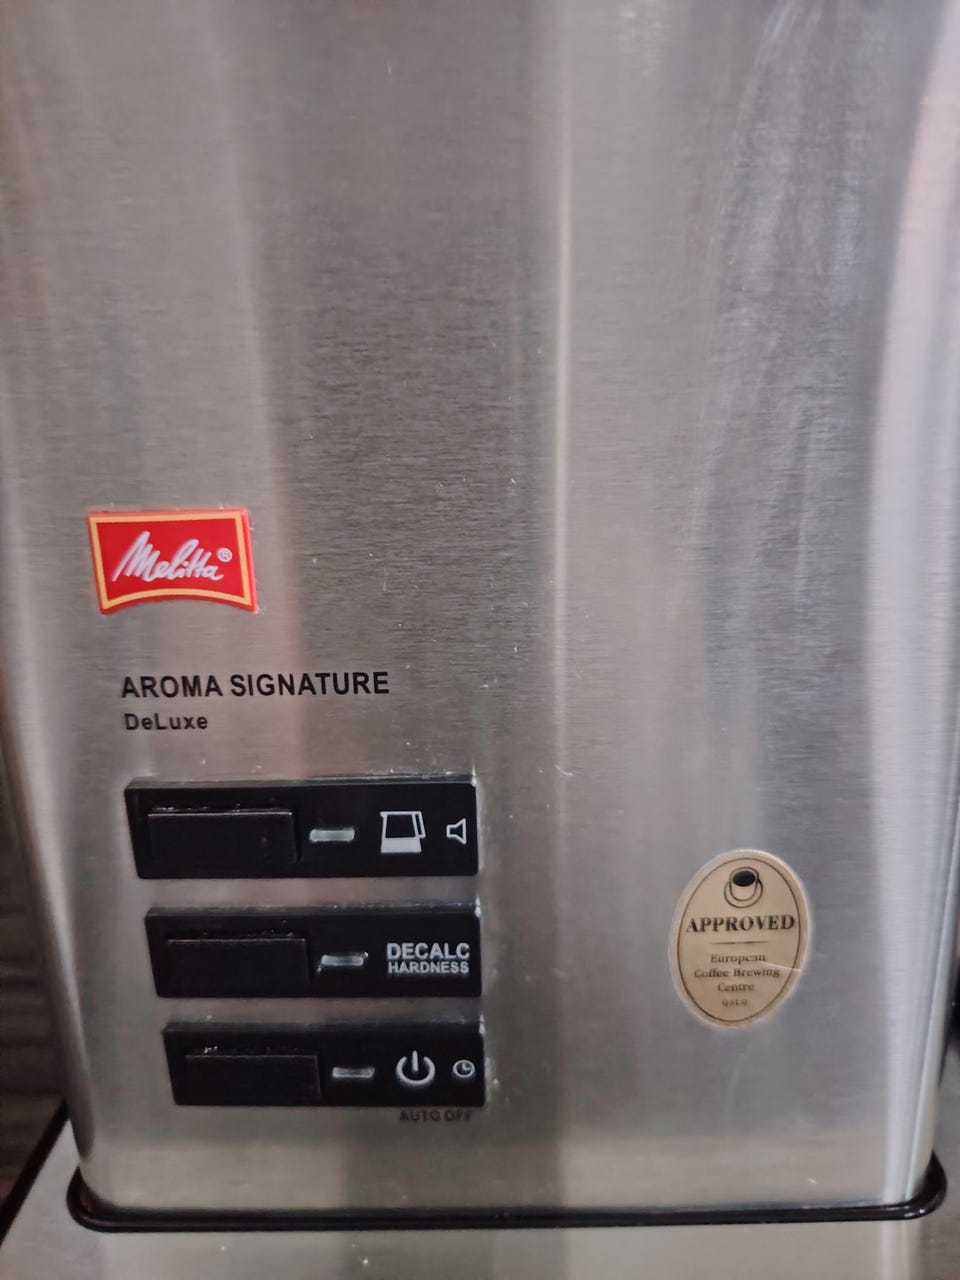 Melitta®
AROMA SIGNATURE
DeLuxe
DECALC
HARDNESS
AUTO OFF
APPROVED
European
Coffee Brewing
Centre